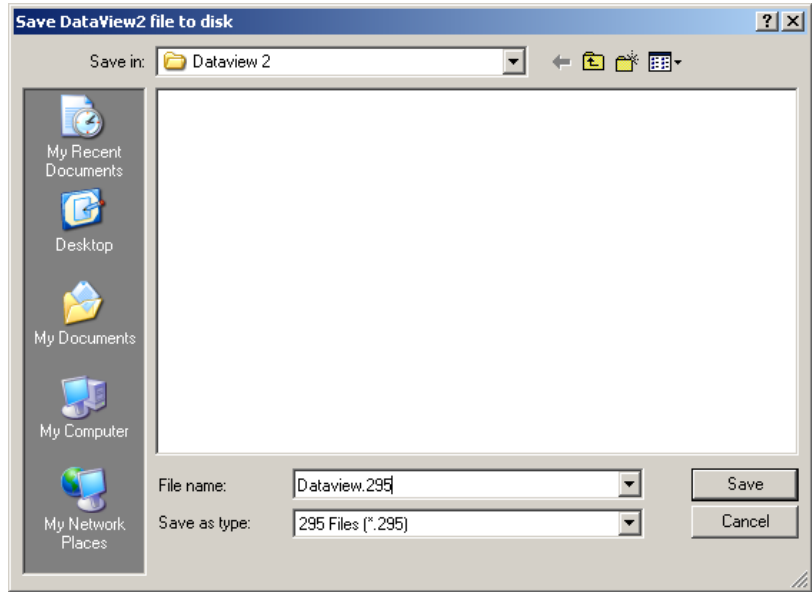 Save DataView2 file to disk
Save in:
Dataview 2
My Recent
Documents
Desktop
My Documents
My Computer
My Network
Places
File name:
Dataview.295
Save
Save as type:
295 Files (*.295)
Cancel